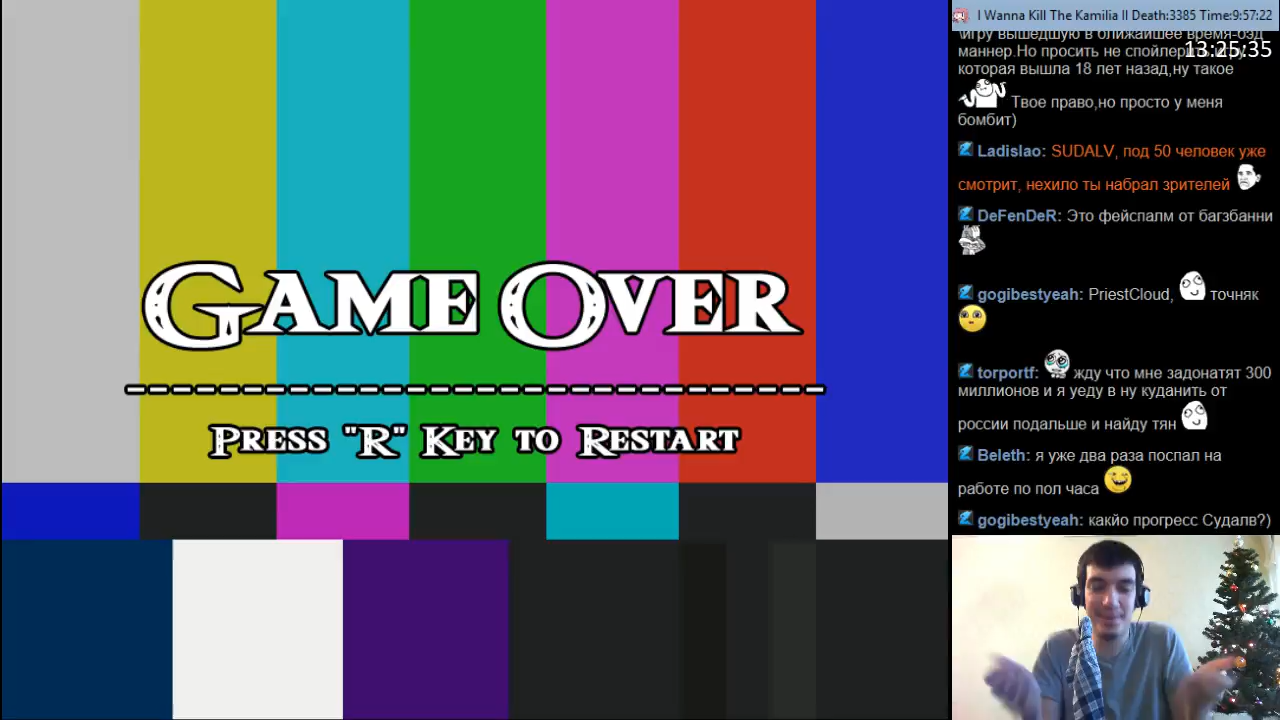 I Wanna Kill The Kamilia II Death:3385 Time:9:57:22
игру вышедшую в ближайшее время-бэд
маннер.Но просить не спойлерить игру
13:25:35
которая вышла 18 лет назад,ну такое
Твое право,но просто у меня
бомбит)
Ladislao: SUDALV, под 50 человек уже
смотрит, нехило ты набрал зрителей
DeFenDeR: Это фейспалм от багзбанни
gogibestyeah: PriestCloud, точняк
torportf: жду что мне задонатят 300
миллионов и я уеду в ну куданить от
россии подальше и найду тян
Beleth: я уже два раза поспал на
работе по пол часа
gogibestyeah: какйо прогресс Судалв?)
GAME OVER
PRESS "R" KEY TO RESTART